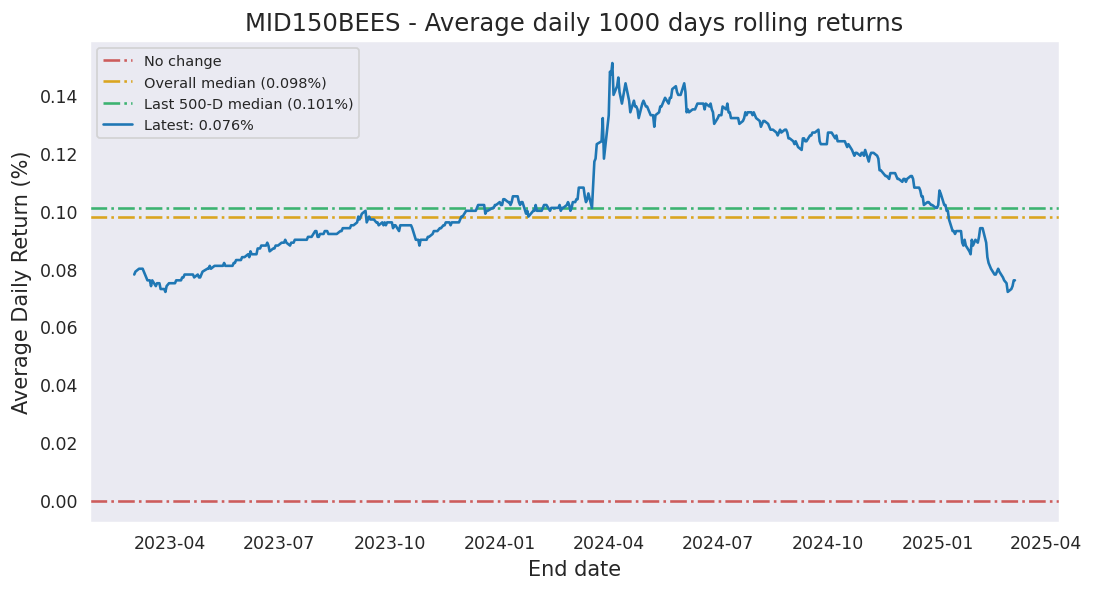 MID150BEES - Average daily 1000 days rolling returns
No change
Overall median (0.098%)
Last 500-D median (0.101%)
Latest: 0.076%
Average Daily Return (%)
0.14
0.12
0.10
0.08
0.06
0.04
0.02
0.00
2023-04 2023-07 2023-10 2024-01 2024-04 2024-07 2024-10 2025-01 2025-04
End date